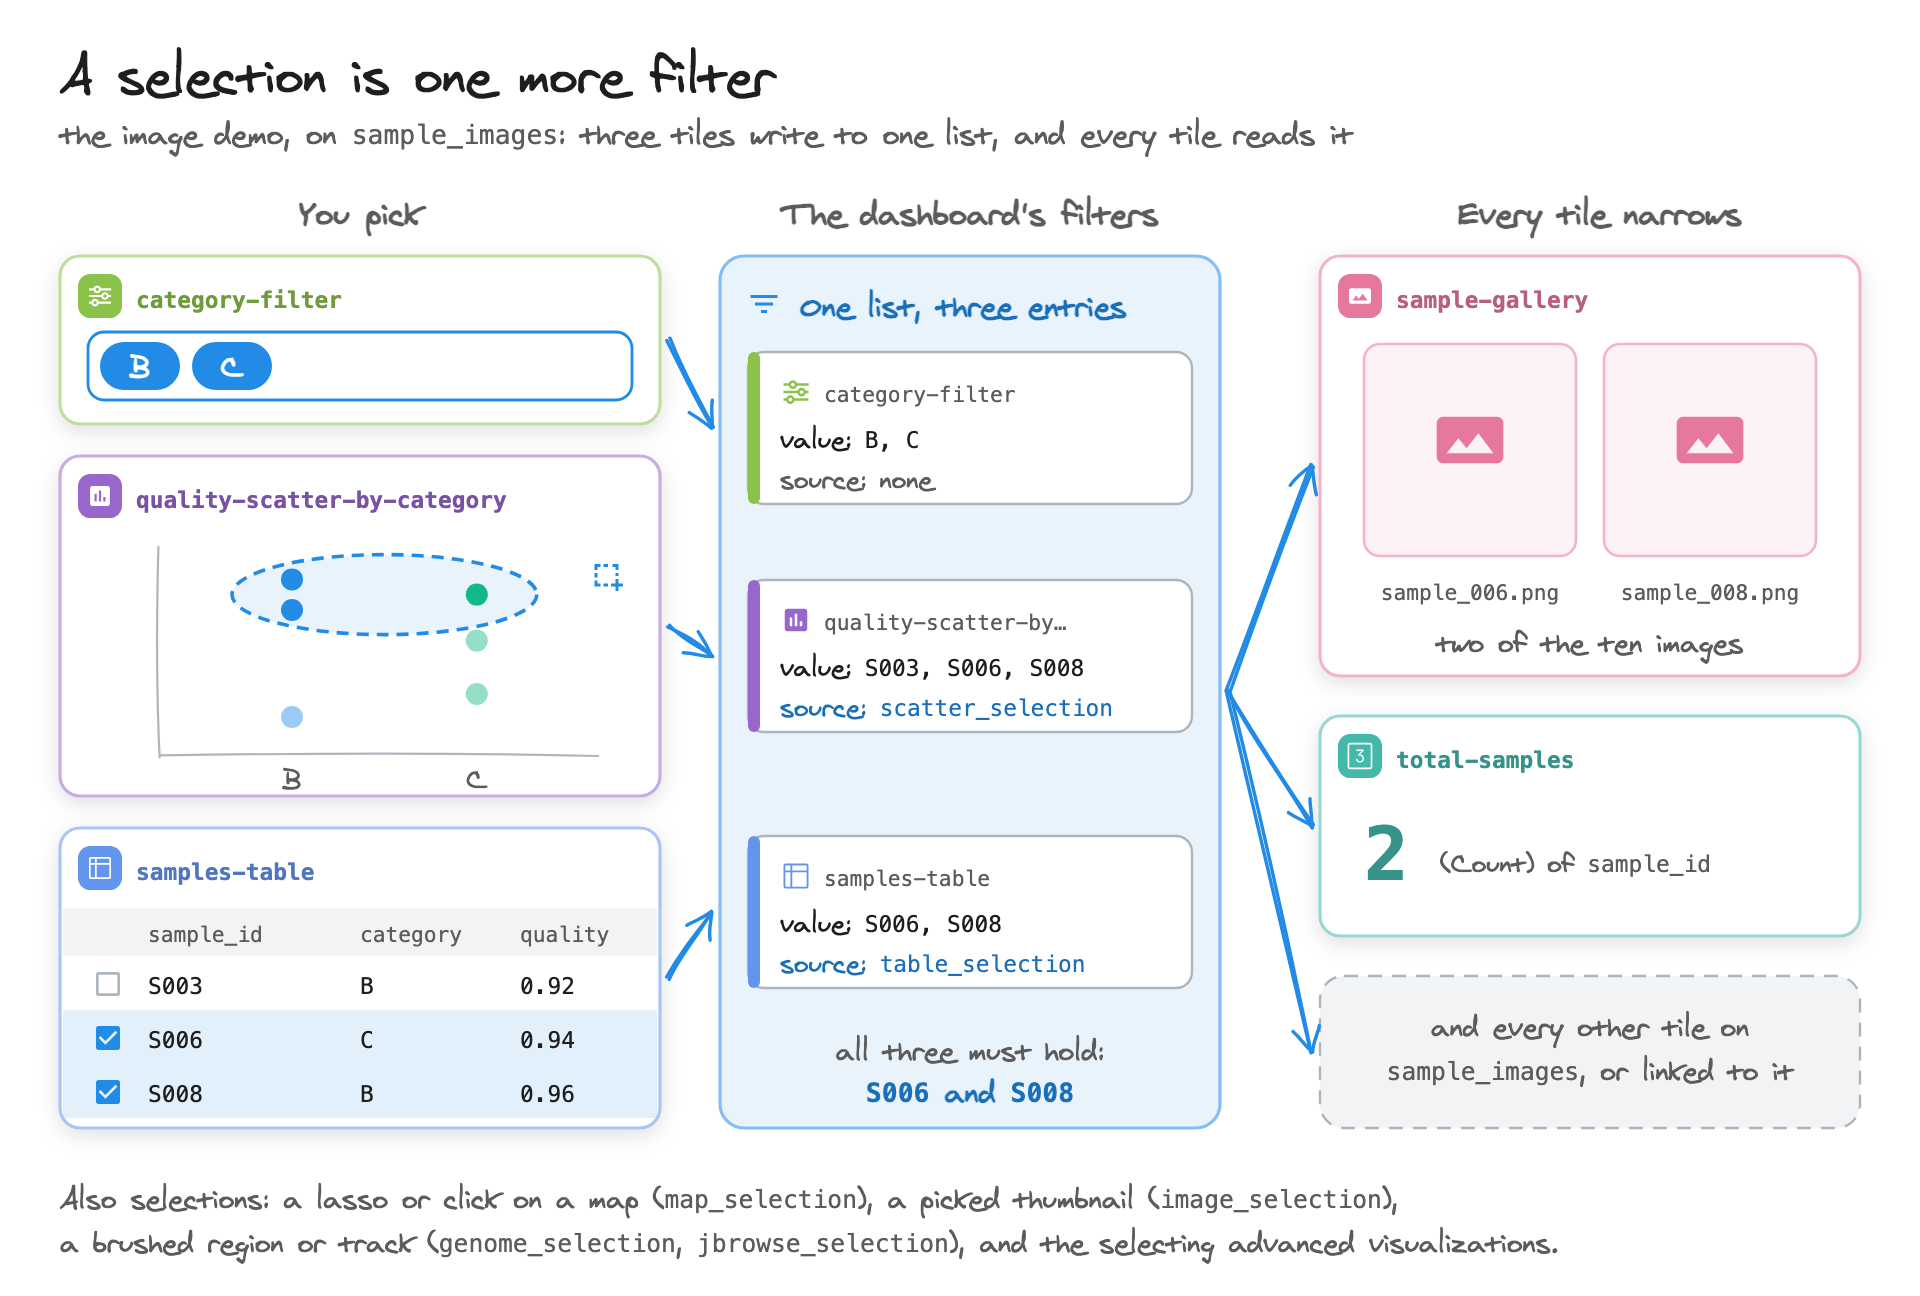 A selection is one more filter
the image demo, on sample_images: three tiles write to one list, and every tile reads it
You pick
category-filter
B C
quality-scatter-by-category
B C
samples-table
sample_id category quality
S003 B 0.92
S006 C 0.94
S008 B 0.96
The dashboard's filters
One list, three entries
category-filter
value: B, C
source: none
quality-scatter-by…
value: S003, S006, S008
source: scatter_selection
samples-table
value: S006, S008
source: table_selection
all three must hold:
S006 and S008
Every tile narrows
sample-gallery
sample_006.png sample_008.png
two of the ten images
3 total-samples
2 (Count) of sample_id
and every other tile on
sample_images, or linked to it
Also selections: a lasso or click on a map (map_selection), a picked thumbnail (image_selection),
a brushed region or track (genome_selection, jbrowse_selection), and the selecting advanced visualizations.